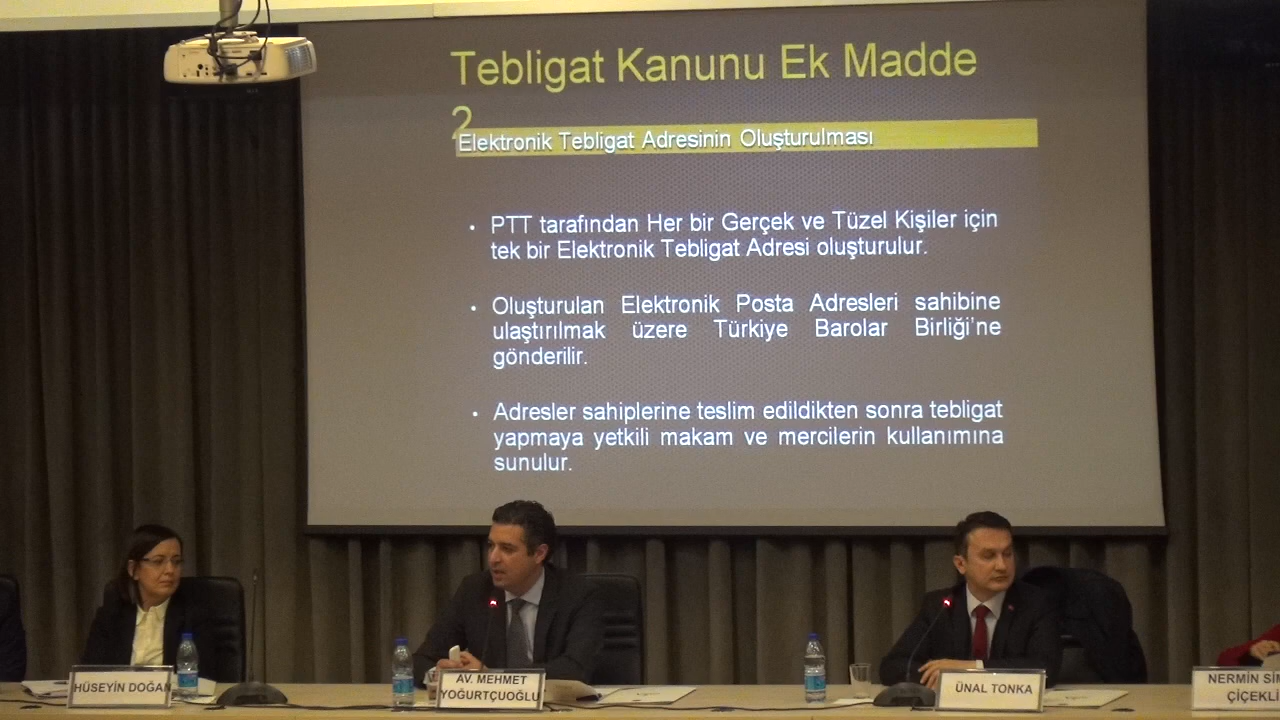 Tebligat Kanunu Ek Madde
2
Elektronik Tebligat Adresinin Oluşturulması
• PTT tarafından Her bir Gerçek ve Tüzel Kişiler için
tek bir Elektronik Tebligat Adresi oluşturulur.
• Oluşturulan Elektronik Posta Adresleri sahibine
ulaştırılmak üzere Türkiye Barolar Birliği'ne
gönderilir.
• Adresler sahiplerine teslim edildikten sonra tebligat
yapmaya yetkili makam ve mercilerin kullanımına
sunulur.
HÜSEYİN DOĞAN
AV. MEHMET
YOĞURTÇUOĞLU
ÜNAL TONKA
NERMİN
ÇİÇEKLİ